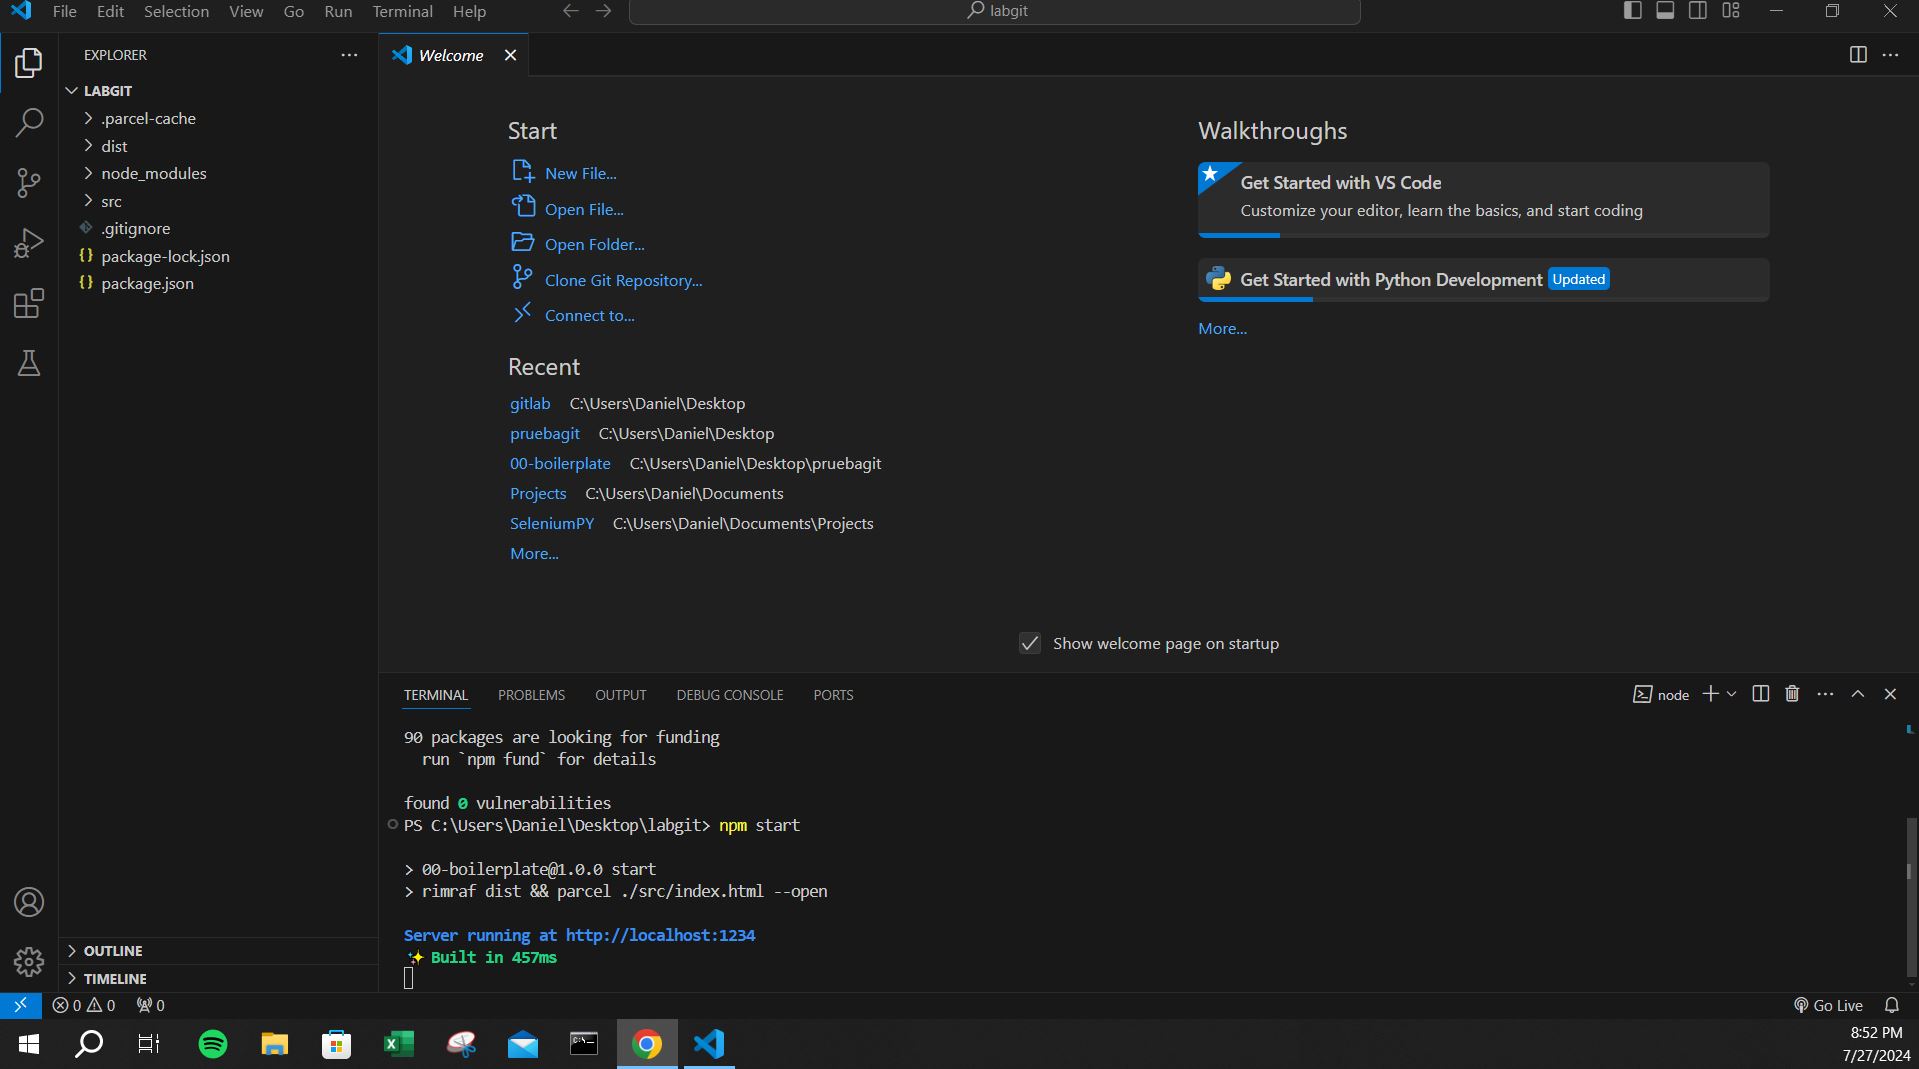 File Edit Selection View Go Run Terminal Help
labgit
EXPLORER
LABGIT
.parcel-cache
dist
node_modules
src
.gitignore
package-lock.json
package.json
OUTLINE
TIMELINE
Welcome
Start
New File...
Open File...
Open Folder...
Clone Git Repository...
Connect to...
Recent
gitlab C:\Users\Daniel\Desktop
pruebagit C:\Users\Daniel\Desktop
00-boilerplate C:\Users\Daniel\Desktop\pruebagit
Projects C:\Users\Daniel\Documents
SeleniumPY C:\Users\Daniel\Documents\Projects
More...
Walkthroughs
Get Started with VS Code
Customize your editor, learn the basics, and start coding
Get Started with Python Development Updated
More...
Show welcome page on startup
TERMINAL PROBLEMS OUTPUT DEBUG CONSOLE PORTS
node
90 packages are looking for funding
run `npm fund` for details
found 0 vulnerabilities
PS C:\Users\Daniel\Desktop\labgit> npm start
> 00-boilerplate@1.0.0 start
> rimraf dist && parcel ./src/index.html --open
Server running at http://localhost:1234
✨ Built in 457ms
0 0 0
Go Live
8:52 PM
7/27/2024